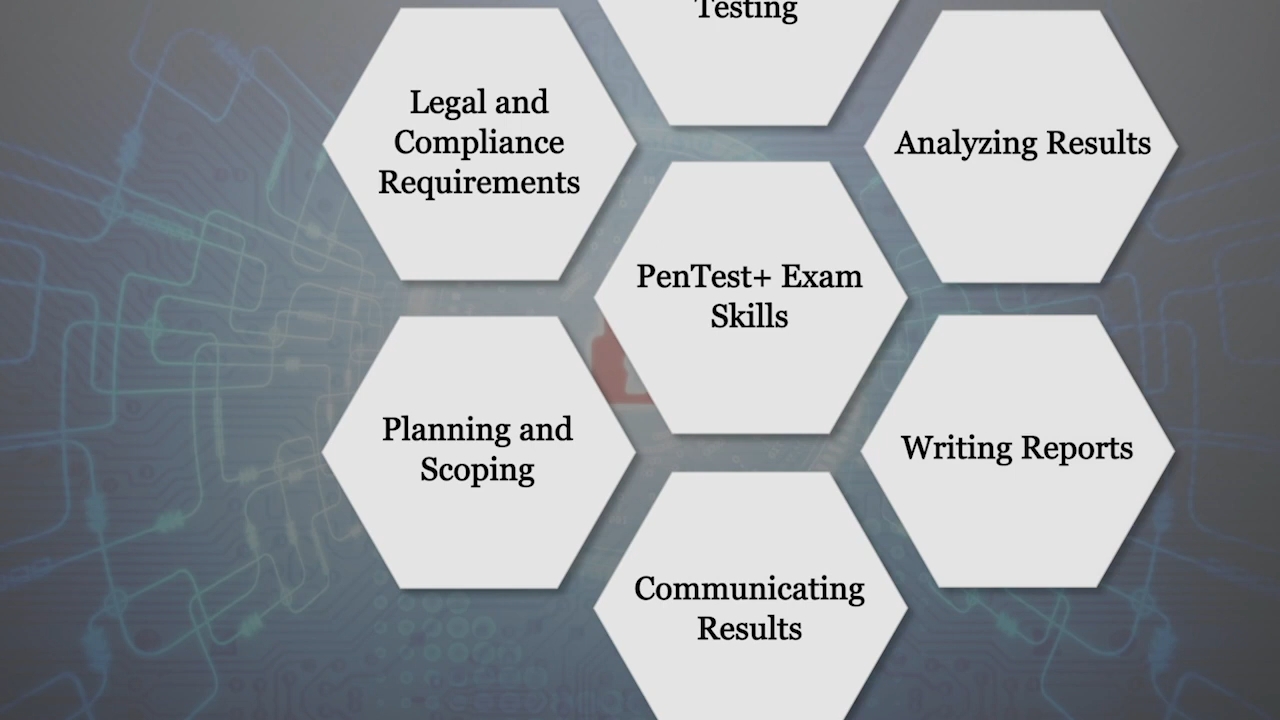 Testing
Legal and
Compliance
Requirements
Analyzing Results
PenTest+ Exam
Skills
Planning and
Scoping
Writing Reports
Communicating
Results